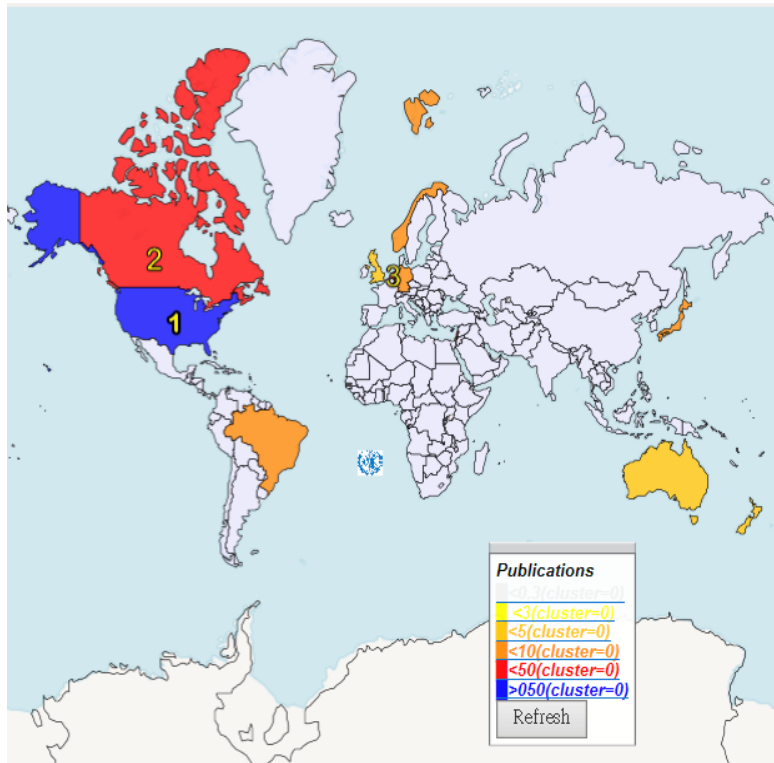 2
3
1
Publications
<0.3(cluster=0)
<3(cluster=0)
<5(cluster=0)
<10(cluster=0)
<50(cluster=0)
>050(cluster=0)
Refresh